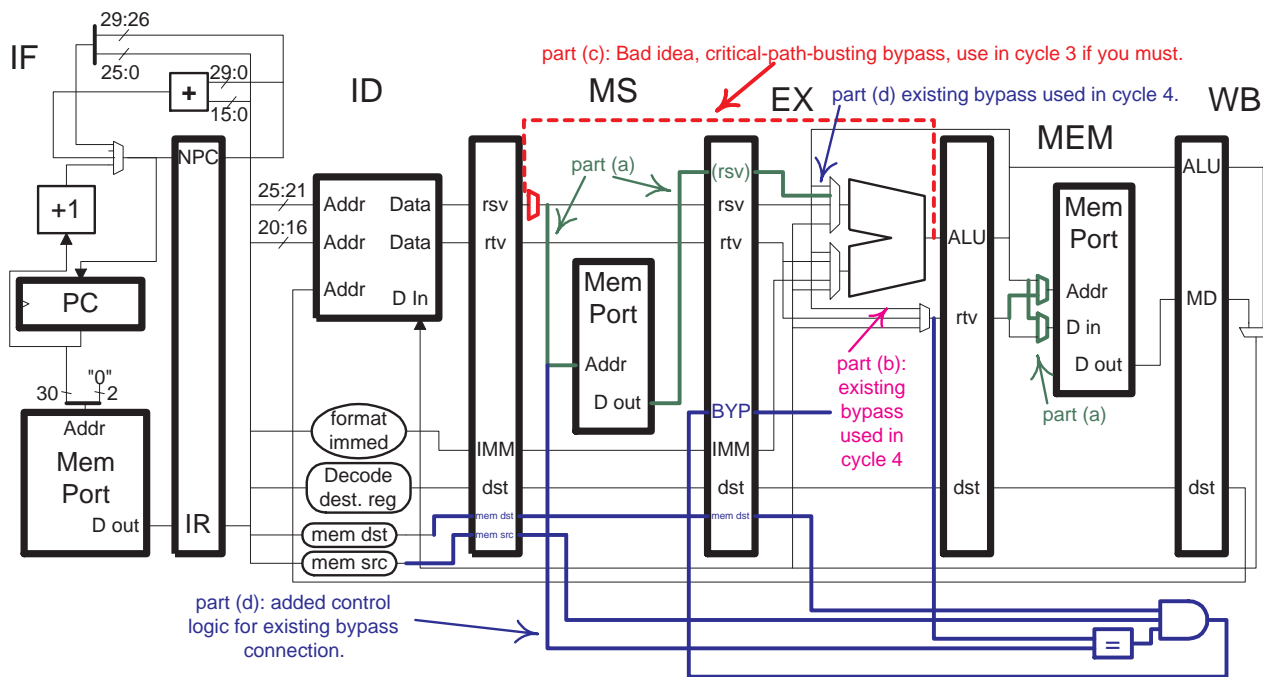 29:26
IF
25:0
29:0
+
15:0
part (c): Bad idea, critical-path-busting bypass, use in cycle 3 if you must.
ID
MS
EX
part (d) existing bypass used in cycle 4.
WB
MEM
NPC
+1
PC
30
"0"
2
Addr
Mem
Port
D out
IR
25:21
20:16
Addr
Data
Addr
Data
Addr
D In
format
immed
Decode
dest. reg
mem dst
mem src
rsv
rtv
IMM
dst
mem dst
mem src
part (a)
Mem
Port
Addr
D out
(rsv)
rsv
rtv
BYP
IMM
dst
mem dst
part (b):
existing
bypass
used in
cycle 4
ALU
rtv
dst
Mem
Port
Addr
D in
D out
part (a)
ALU
MD
dst
part (d): added control
logic for existing bypass
connection.
=